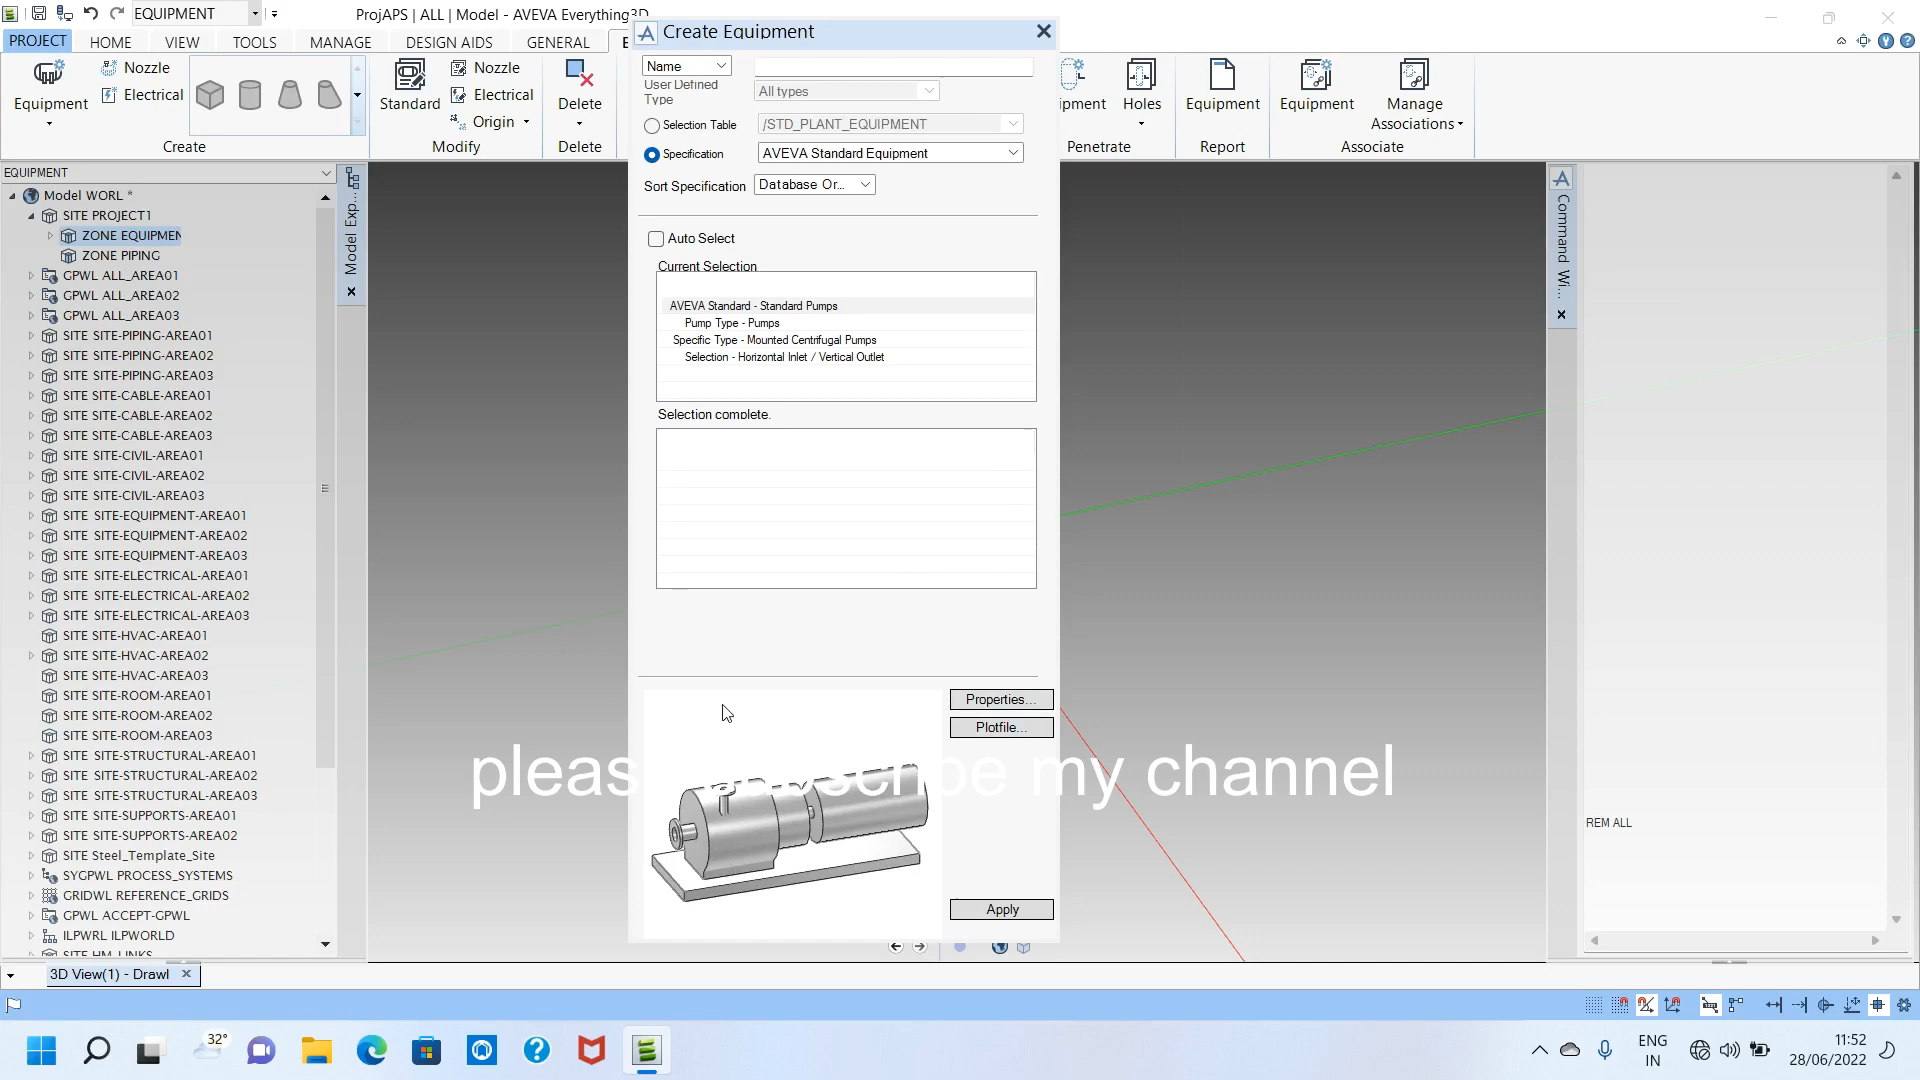 EQUIPMENT
ProjAPS | ALL | Model - AVEVA Everything3D
PROJECT
HOME
VIEW
TOOLS
MANAGE
DESIGN AIDS
GENERAL
E
Equipment
Nozzle
Electrical
Create
Standard
Nozzle
Electrical
Origin
Modify
Delete
Delete
ipment
Holes
Penetrate
Equipment
Report
Equipment
Manage
Associations
Associate
EQUIPMENT
Model WORL *
SITE PROJECT1
ZONE EQUIPMEN
ZONE PIPING
GPWL ALL_AREA01
GPWL ALL_AREA02
GPWL ALL_AREA03
SITE SITE-PIPING-AREA01
SITE SITE-PIPING-AREA02
SITE SITE-PIPING-AREA03
SITE SITE-CABLE-AREA01
SITE SITE-CABLE-AREA02
SITE SITE-CABLE-AREA03
SITE SITE-CIVIL-AREA01
SITE SITE-CIVIL-AREA02
SITE SITE-CIVIL-AREA03
SITE SITE-EQUIPMENT-AREA01
SITE SITE-EQUIPMENT-AREA02
SITE SITE-EQUIPMENT-AREA03
SITE SITE-ELECTRICAL-AREA01
SITE SITE-ELECTRICAL-AREA02
SITE SITE-ELECTRICAL-AREA03
SITE SITE-HVAC-AREA01
SITE SITE-HVAC-AREA02
SITE SITE-HVAC-AREA03
SITE SITE-ROOM-AREA01
SITE SITE-ROOM-AREA02
SITE SITE-ROOM-AREA03
SITE SITE-STRUCTURAL-AREA01
SITE SITE-STRUCTURAL-AREA02
SITE SITE-STRUCTURAL-AREA03
SITE SITE-SUPPORTS-AREA01
SITE SITE-SUPPORTS-AREA02
SITE Steel_Template_Site
SYGPWL PROCESS_SYSTEMS
GRIDWL REFERENCE_GRIDS
GPWL ACCEPT-GPWL
ILPWRL ILPWORLD
SITE HM_LINKS
Model Exp...
Create Equipment
Name
User Defined
Type
All types
Selection Table
/STD_PLANT_EQUIPMENT
Specification
AVEVA Standard Equipment
Sort Specification
Database Or...
Auto Select
Current Selection
AVEVA Standard - Standard Pumps
Pump Type - Pumps
Specific Type - Mounted Centrifugal Pumps
Selection - Horizontal Inlet / Vertical Outlet
Selection complete.
Properties...
Plotfile...
please subscribe my channel
Apply
Command Wi...
REM ALL
3D View(1) - Drawl
32°
ENG
IN
11:52
28/06/2022